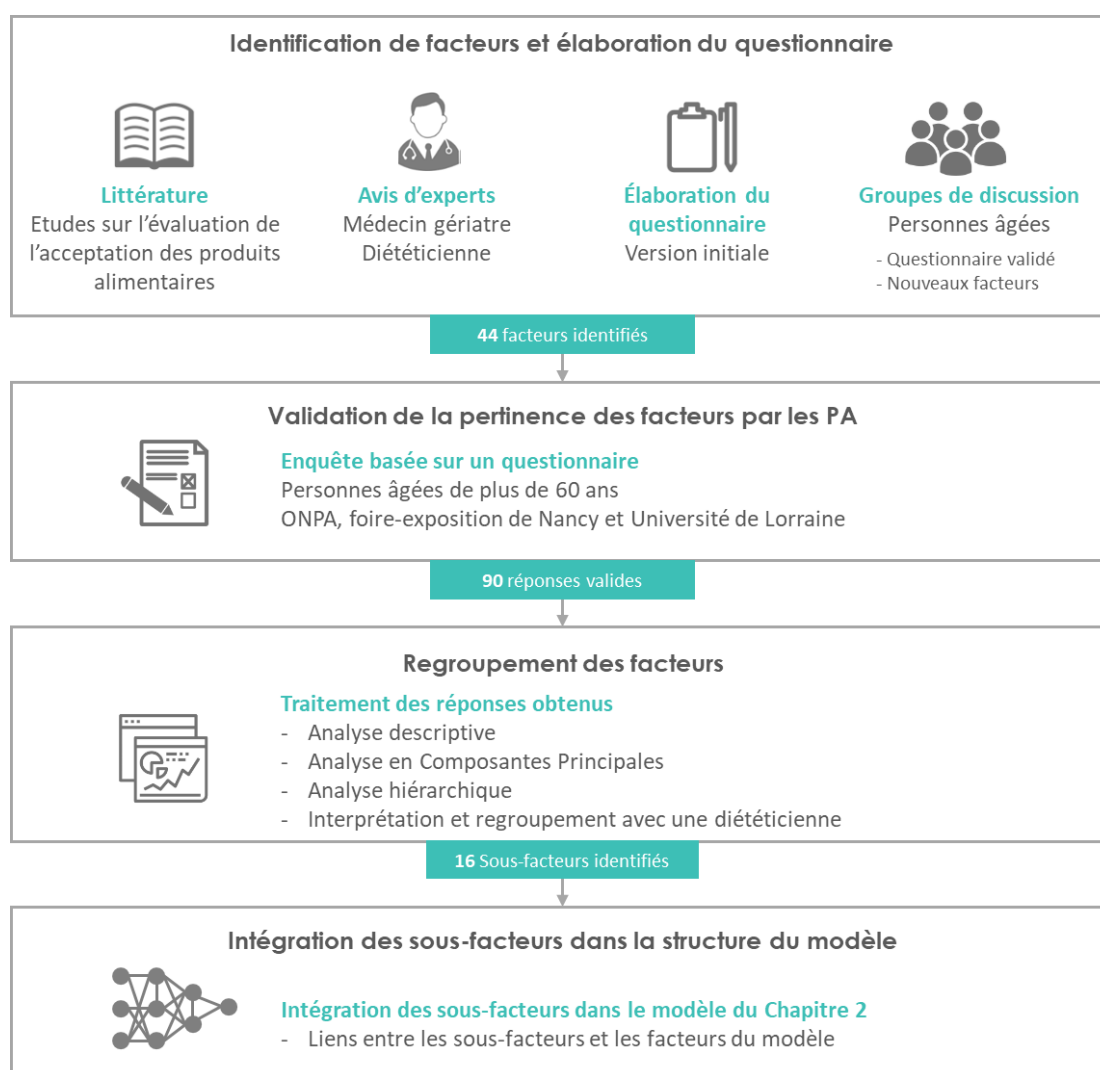 Identification de facteurs et élaboration du questionnaire
Littérature
Etudes sur l'évaluation de
l'acceptation des produits
alimentaires
Avis d'experts
Médecin gériatre
Diététicienne
Élaboration du
questionnaire
Version initiale
Groupes de discussion
Personnes âgées
- Questionnaire validé
- Nouveaux facteurs
44 facteurs identifiés
Validation de la pertinence des facteurs par les PA
Enquête basée sur un questionnaire
Personnes âgées de plus de 60 ans
ONPA, foire-exposition de Nancy et Université de Lorraine
90 réponses valides
Regroupement des facteurs
Traitement des réponses obtenus
- Analyse descriptive
- Analyse en Composantes Principales
- Analyse hiérarchique
- Interprétation et regroupement avec une diététicienne
16 Sous-facteurs identifiés
Intégration des sous-facteurs dans la structure du modèle
Intégration des sous-facteurs dans le modèle du Chapitre 2
- Liens entre les sous-facteurs et les facteurs du modèle